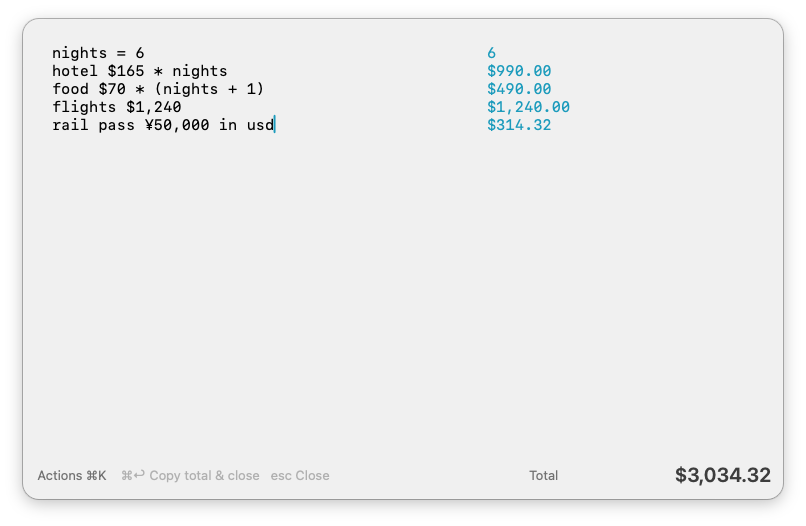 nights = 6 6
hotel $165 * nights $990.00
food $70 * (nights + 1) $490.00
flights $1,240 $1,240.00
rail pass ¥50,000 in usd $314.32
Actions ⌘K ⌘↩ Copy total & close esc Close Total $3,034.32